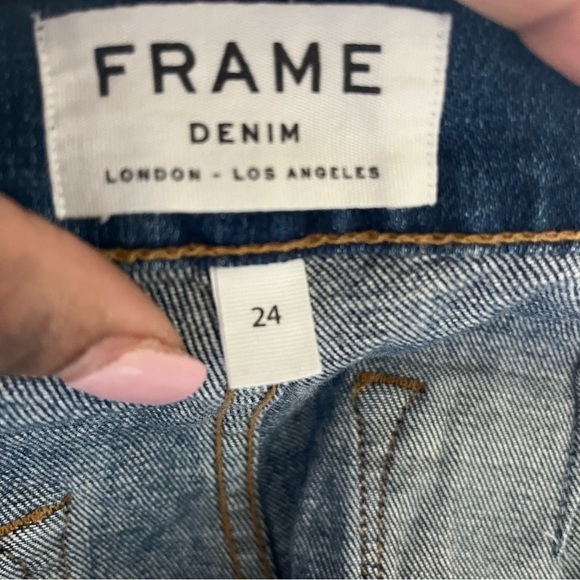 FRAME
DENIM
LONDON - LOS ANGELES
24